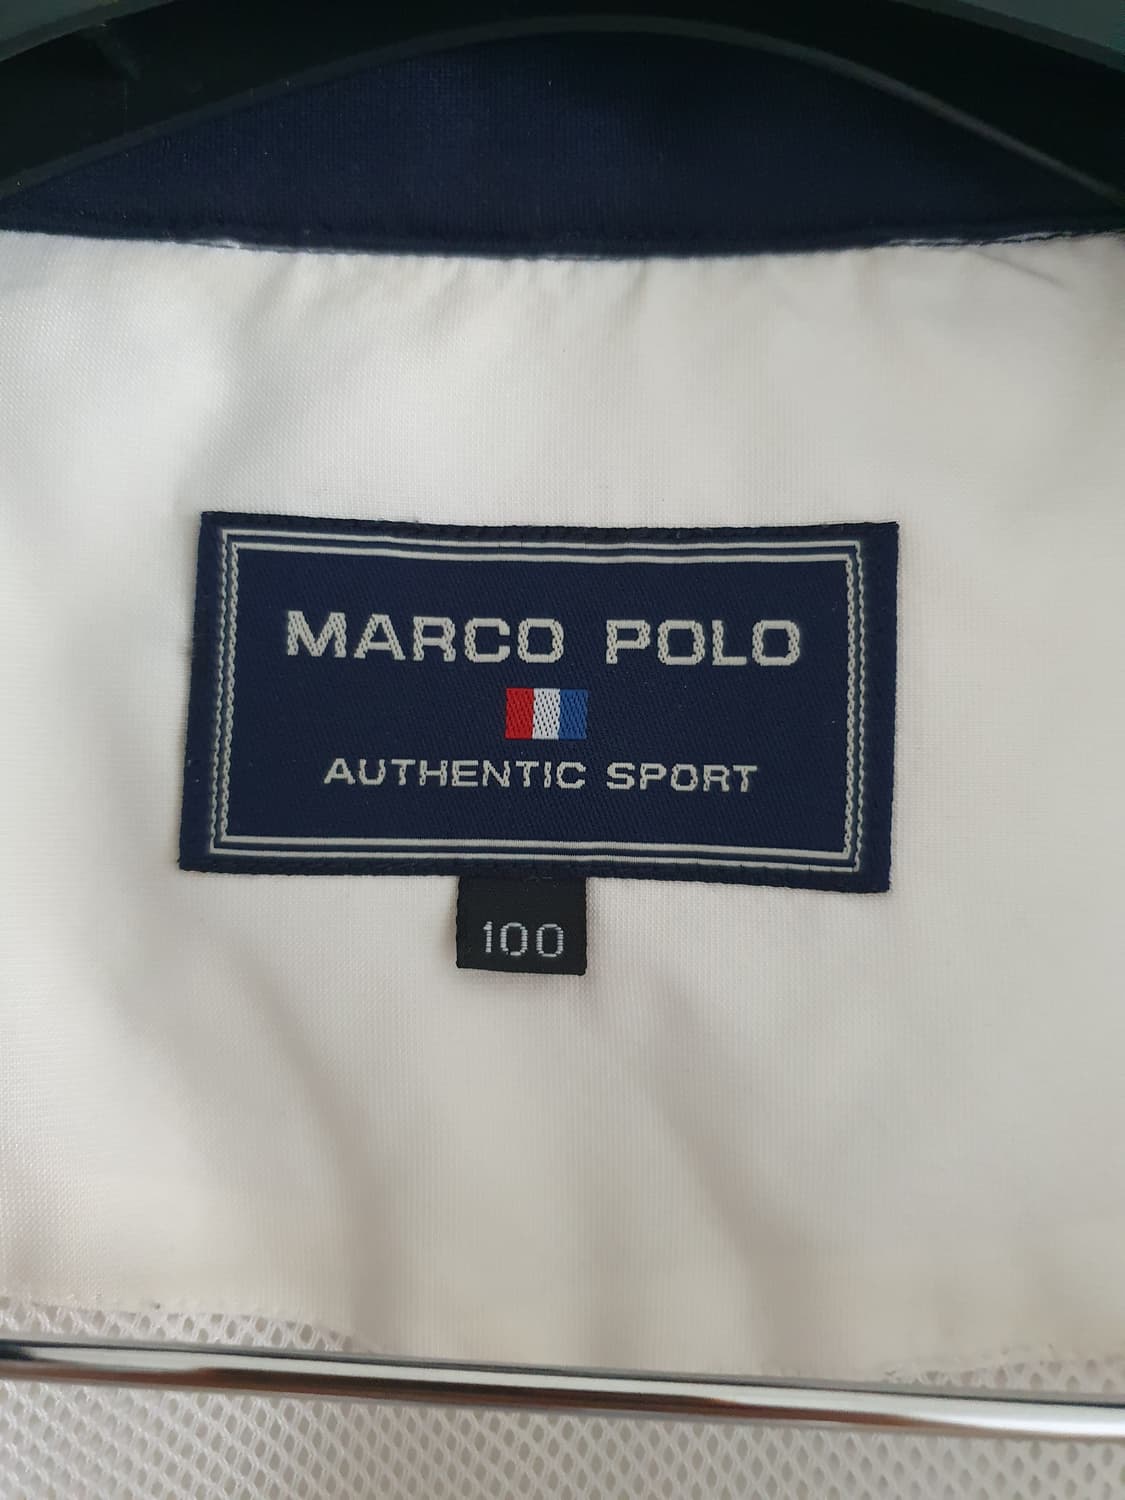 MARCO POLO
AUTHENTIC SPORT
100